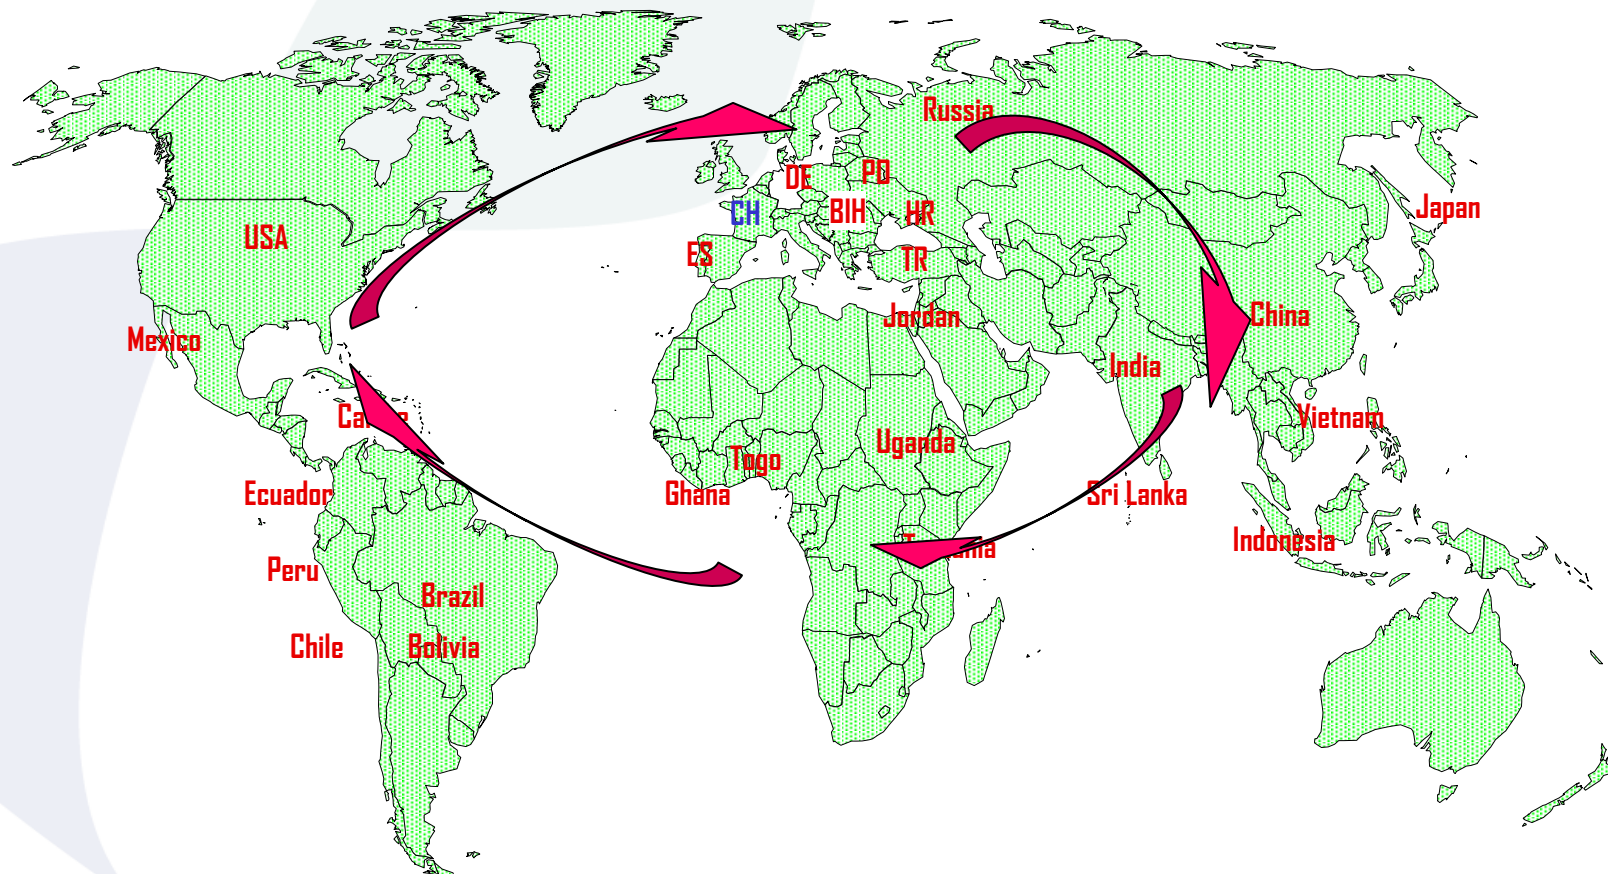 Russia
DE
PO
CH
BIH
HR
Japan
USA
ES
TR
Jordan
China
Mexico
India
Vietnam
Uganda
Togo
Ecuador
Ghana
Sri Lanka
Indonesia
Peru
Brazil
Chile
Bolivia